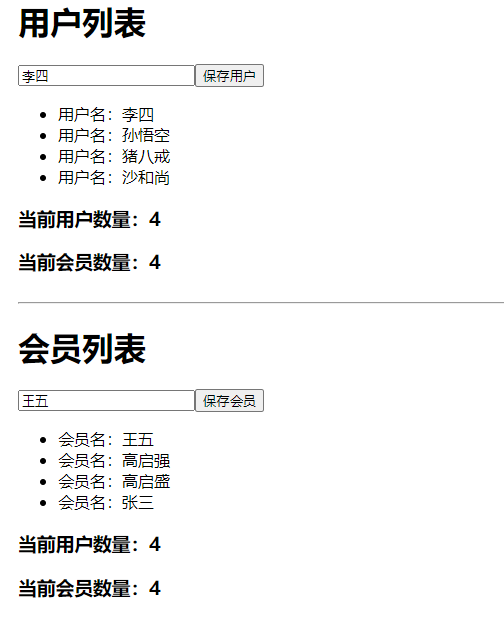 用户列表
李四 保存用户
用户名：李四
用户名：孙悟空
用户名：猪八戒
用户名：沙和尚
当前用户数量：4
当前会员数量：4
会员列表
王五 保存会员
会员名：王五
会员名：高启强
会员名：高启盛
会员名：张三
当前用户数量：4
当前会员数量：4